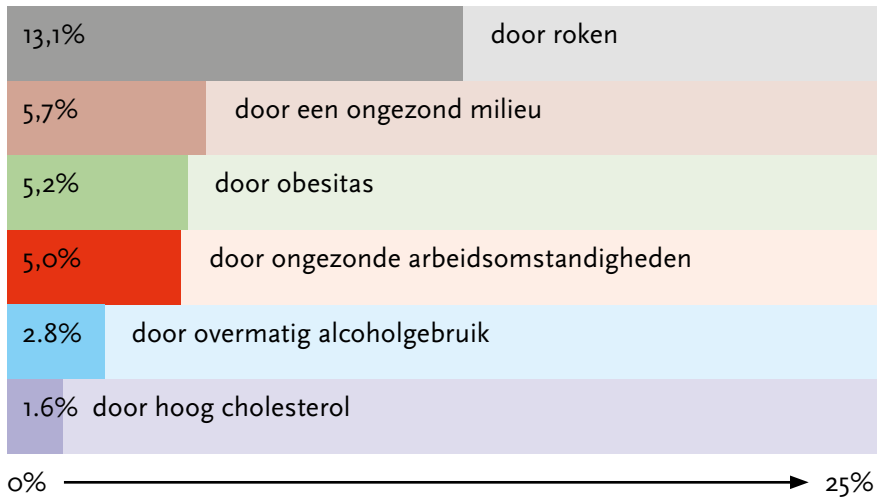 13,1% door roken
5,7% door een ongezond milieu
5,2% door obesitas
5,0% door ongezonde arbeidsomstandigheden
2.8% door overmatig alcoholgebruik
1.6% door hoog cholesterol
0% 25%